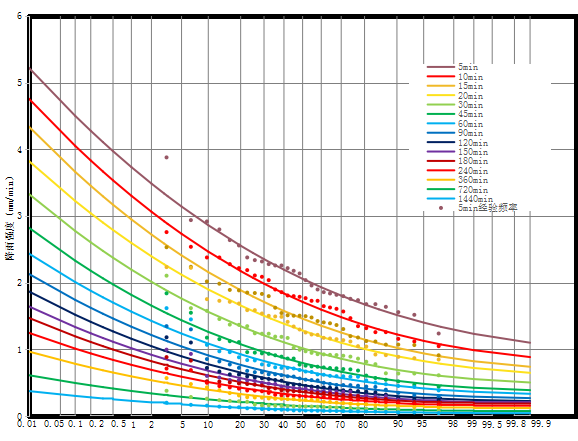 6
5
4
3
2
1
0
降雨强度 (mm/min)
5min
10min
15min
20min
30min
45min
60min
90min
120min
150min
180min
240min
360min
720min
1440min
5min经验频率
0.01 0.05 0.1 0.2 0.5 1 2 5 10 20 30 40 50 60 70 80 90 95 98 99 99.5 99.8 99.9